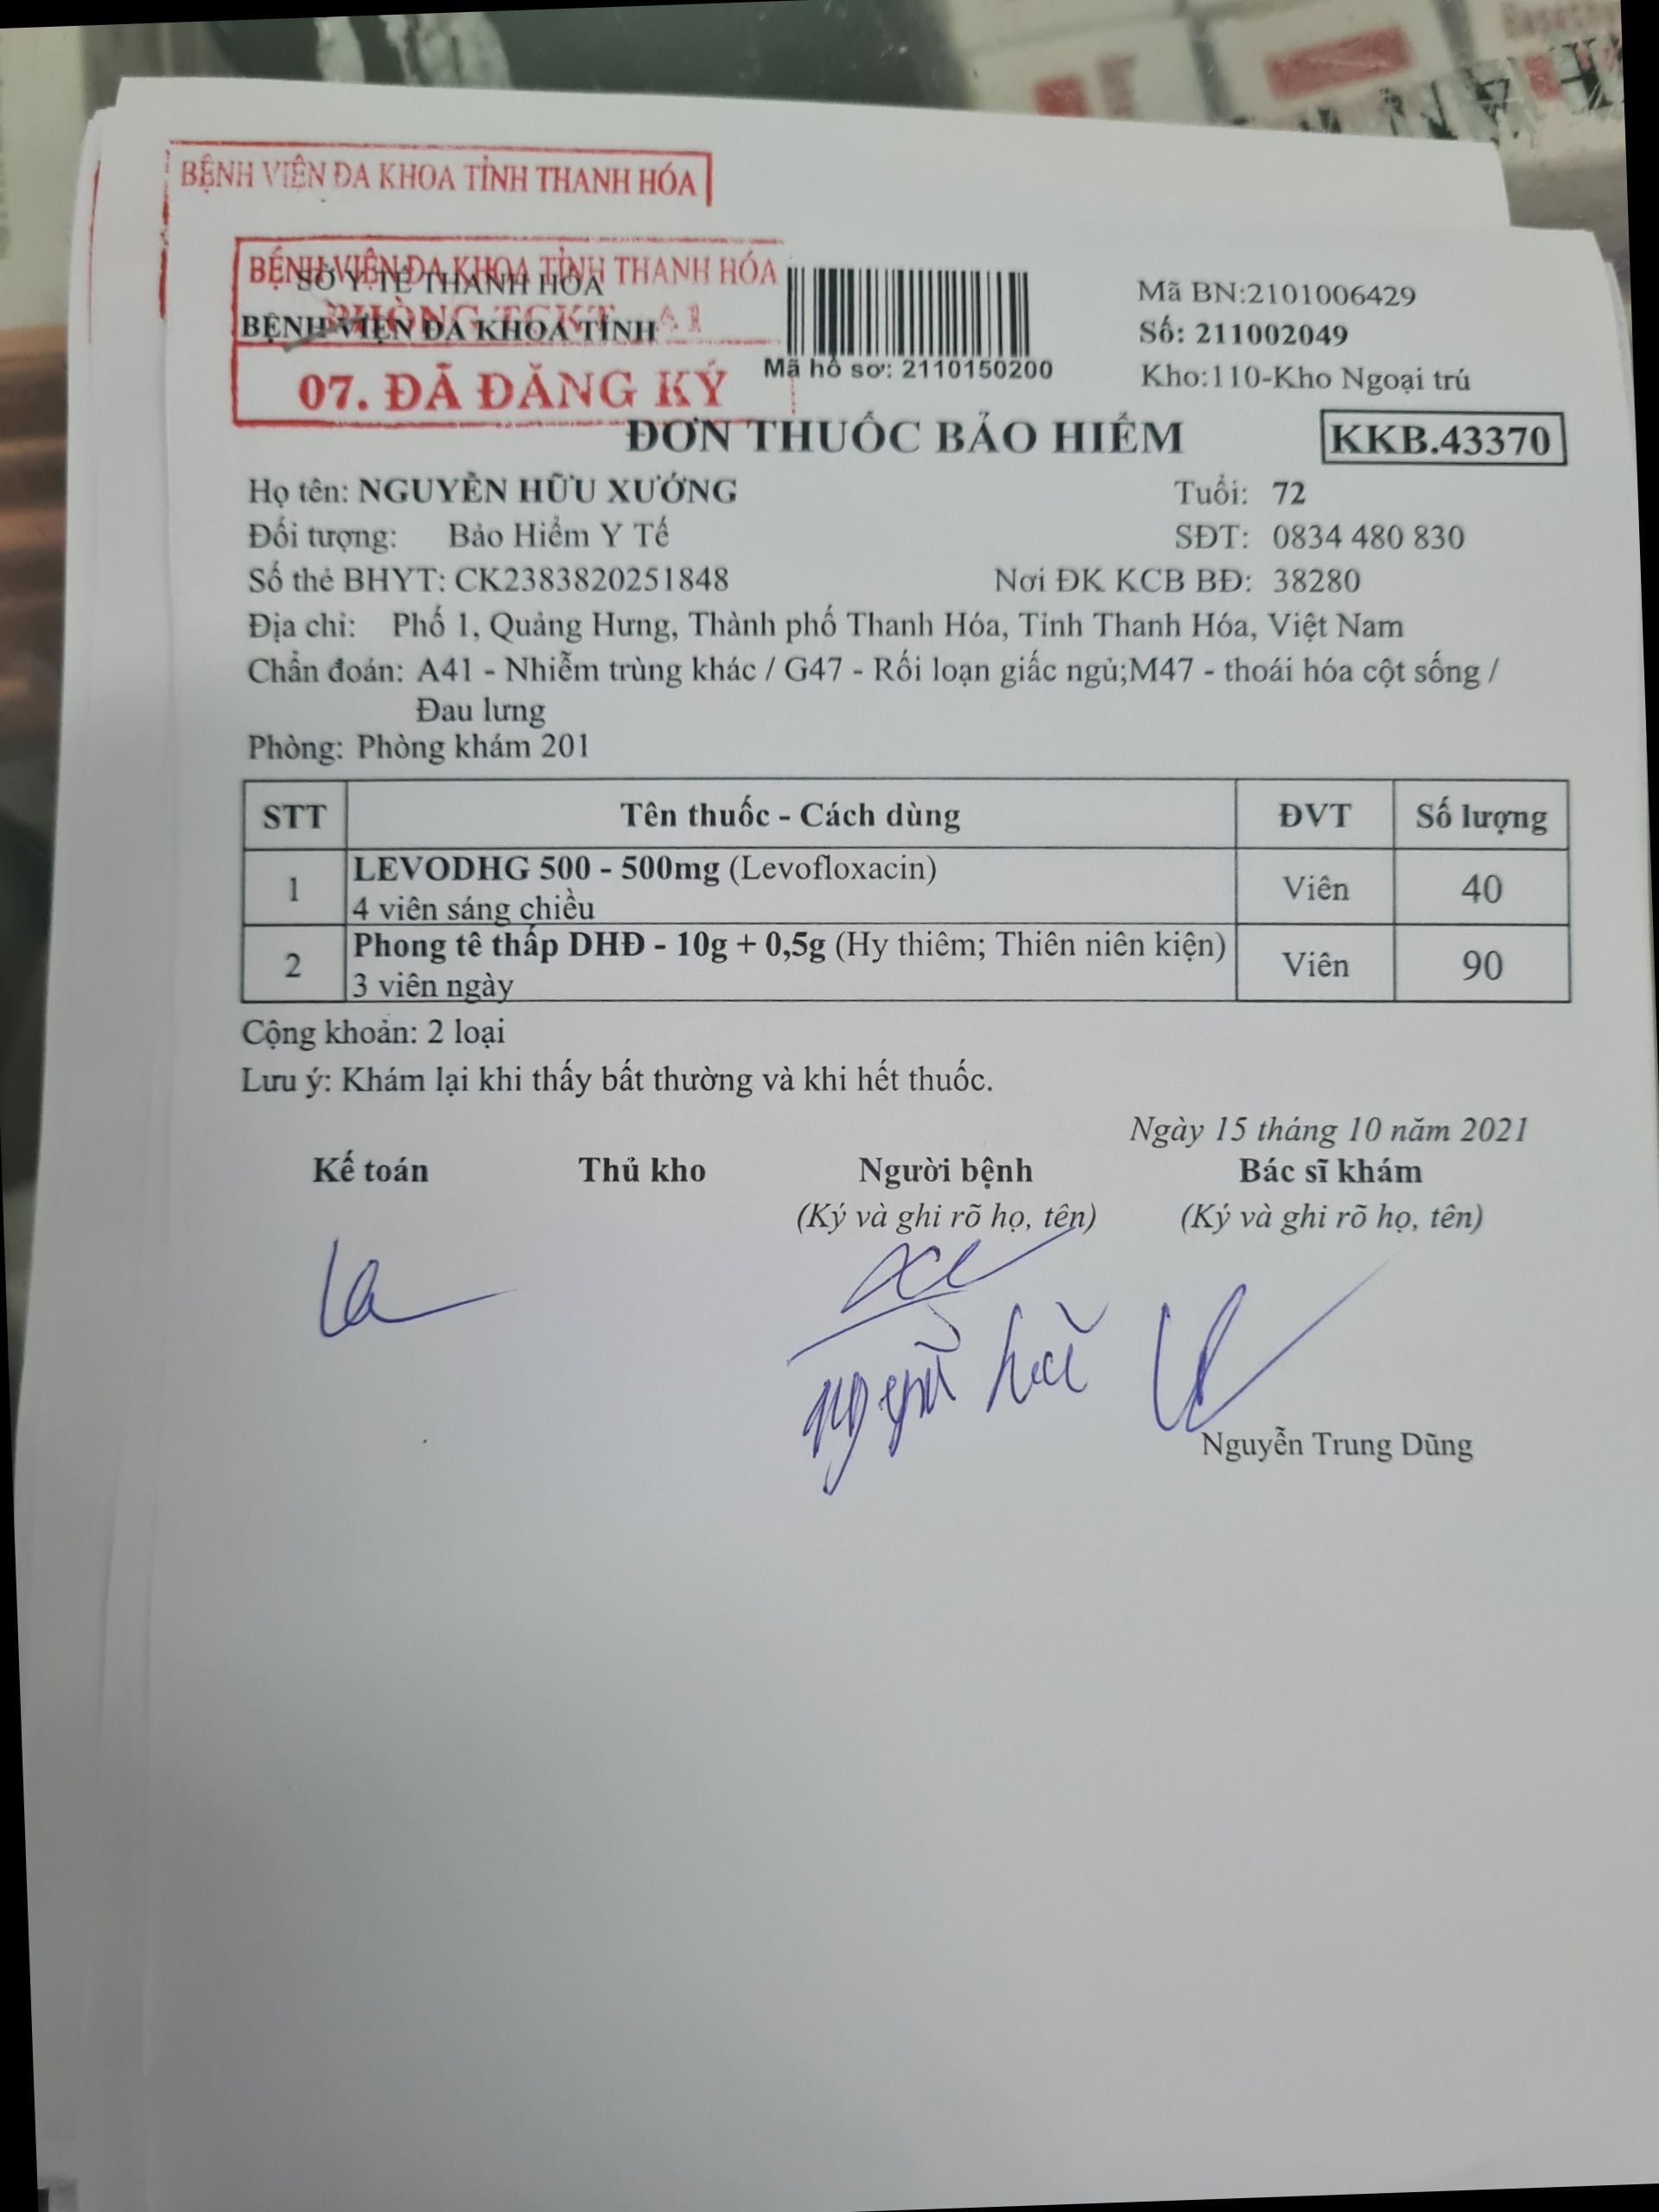 BỆNH VIỆN ĐA KHOA TỈNH THANH HÓA
BỆNH VIỆN ĐA KHOA TỈNH THANH HÓA
SỞ Y TẾ THANH HÓA
PHÒNG TCKT A1
BỆNH VIỆN ĐA KHOA TỈNH
07. ĐÃ ĐĂNG KÝ
Mã hồ sơ: 2110150200
Mã BN:2101006429
Số: 211002049
Kho:110-Kho Ngoại trú
ĐƠN THUỐC BẢO HIỂM
KKB.43370
Họ tên: NGUYỄN HỮU XƯỚNG Tuổi: 72
Đối tượng: Bảo Hiểm Y Tế SĐT: 0834 480 830
Số thẻ BHYT: CK2383820251848 Nơi ĐK KCB BĐ: 38280
Địa chỉ: Phố 1, Quảng Hưng, Thành phố Thanh Hóa, Tỉnh Thanh Hóa, Việt Nam
Chẩn đoán: A41 - Nhiễm trùng khác / G47 - Rối loạn giấc ngủ;M47 - thoái hóa cột sống /
Đau lưng
Phòng: Phòng khám 201
STT Tên thuốc - Cách dùng ĐVT Số lượng
1 LEVODHG 500 - 500mg (Levofloxacin) Viên 40
4 viên sáng chiều
2 Phong tê thấp DHĐ - 10g + 0,5g (Hy thiêm; Thiên niên kiện) Viên 90
3 viên ngày
Cộng khoản: 2 loại
Lưu ý: Khám lại khi thấy bất thường và khi hết thuốc.
Ngày 15 tháng 10 năm 2021
Kế toán Thủ kho Người bệnh Bác sĩ khám
(Ký và ghi rõ họ, tên) (Ký và ghi rõ họ, tên)
Nguyễn Trung Dũng